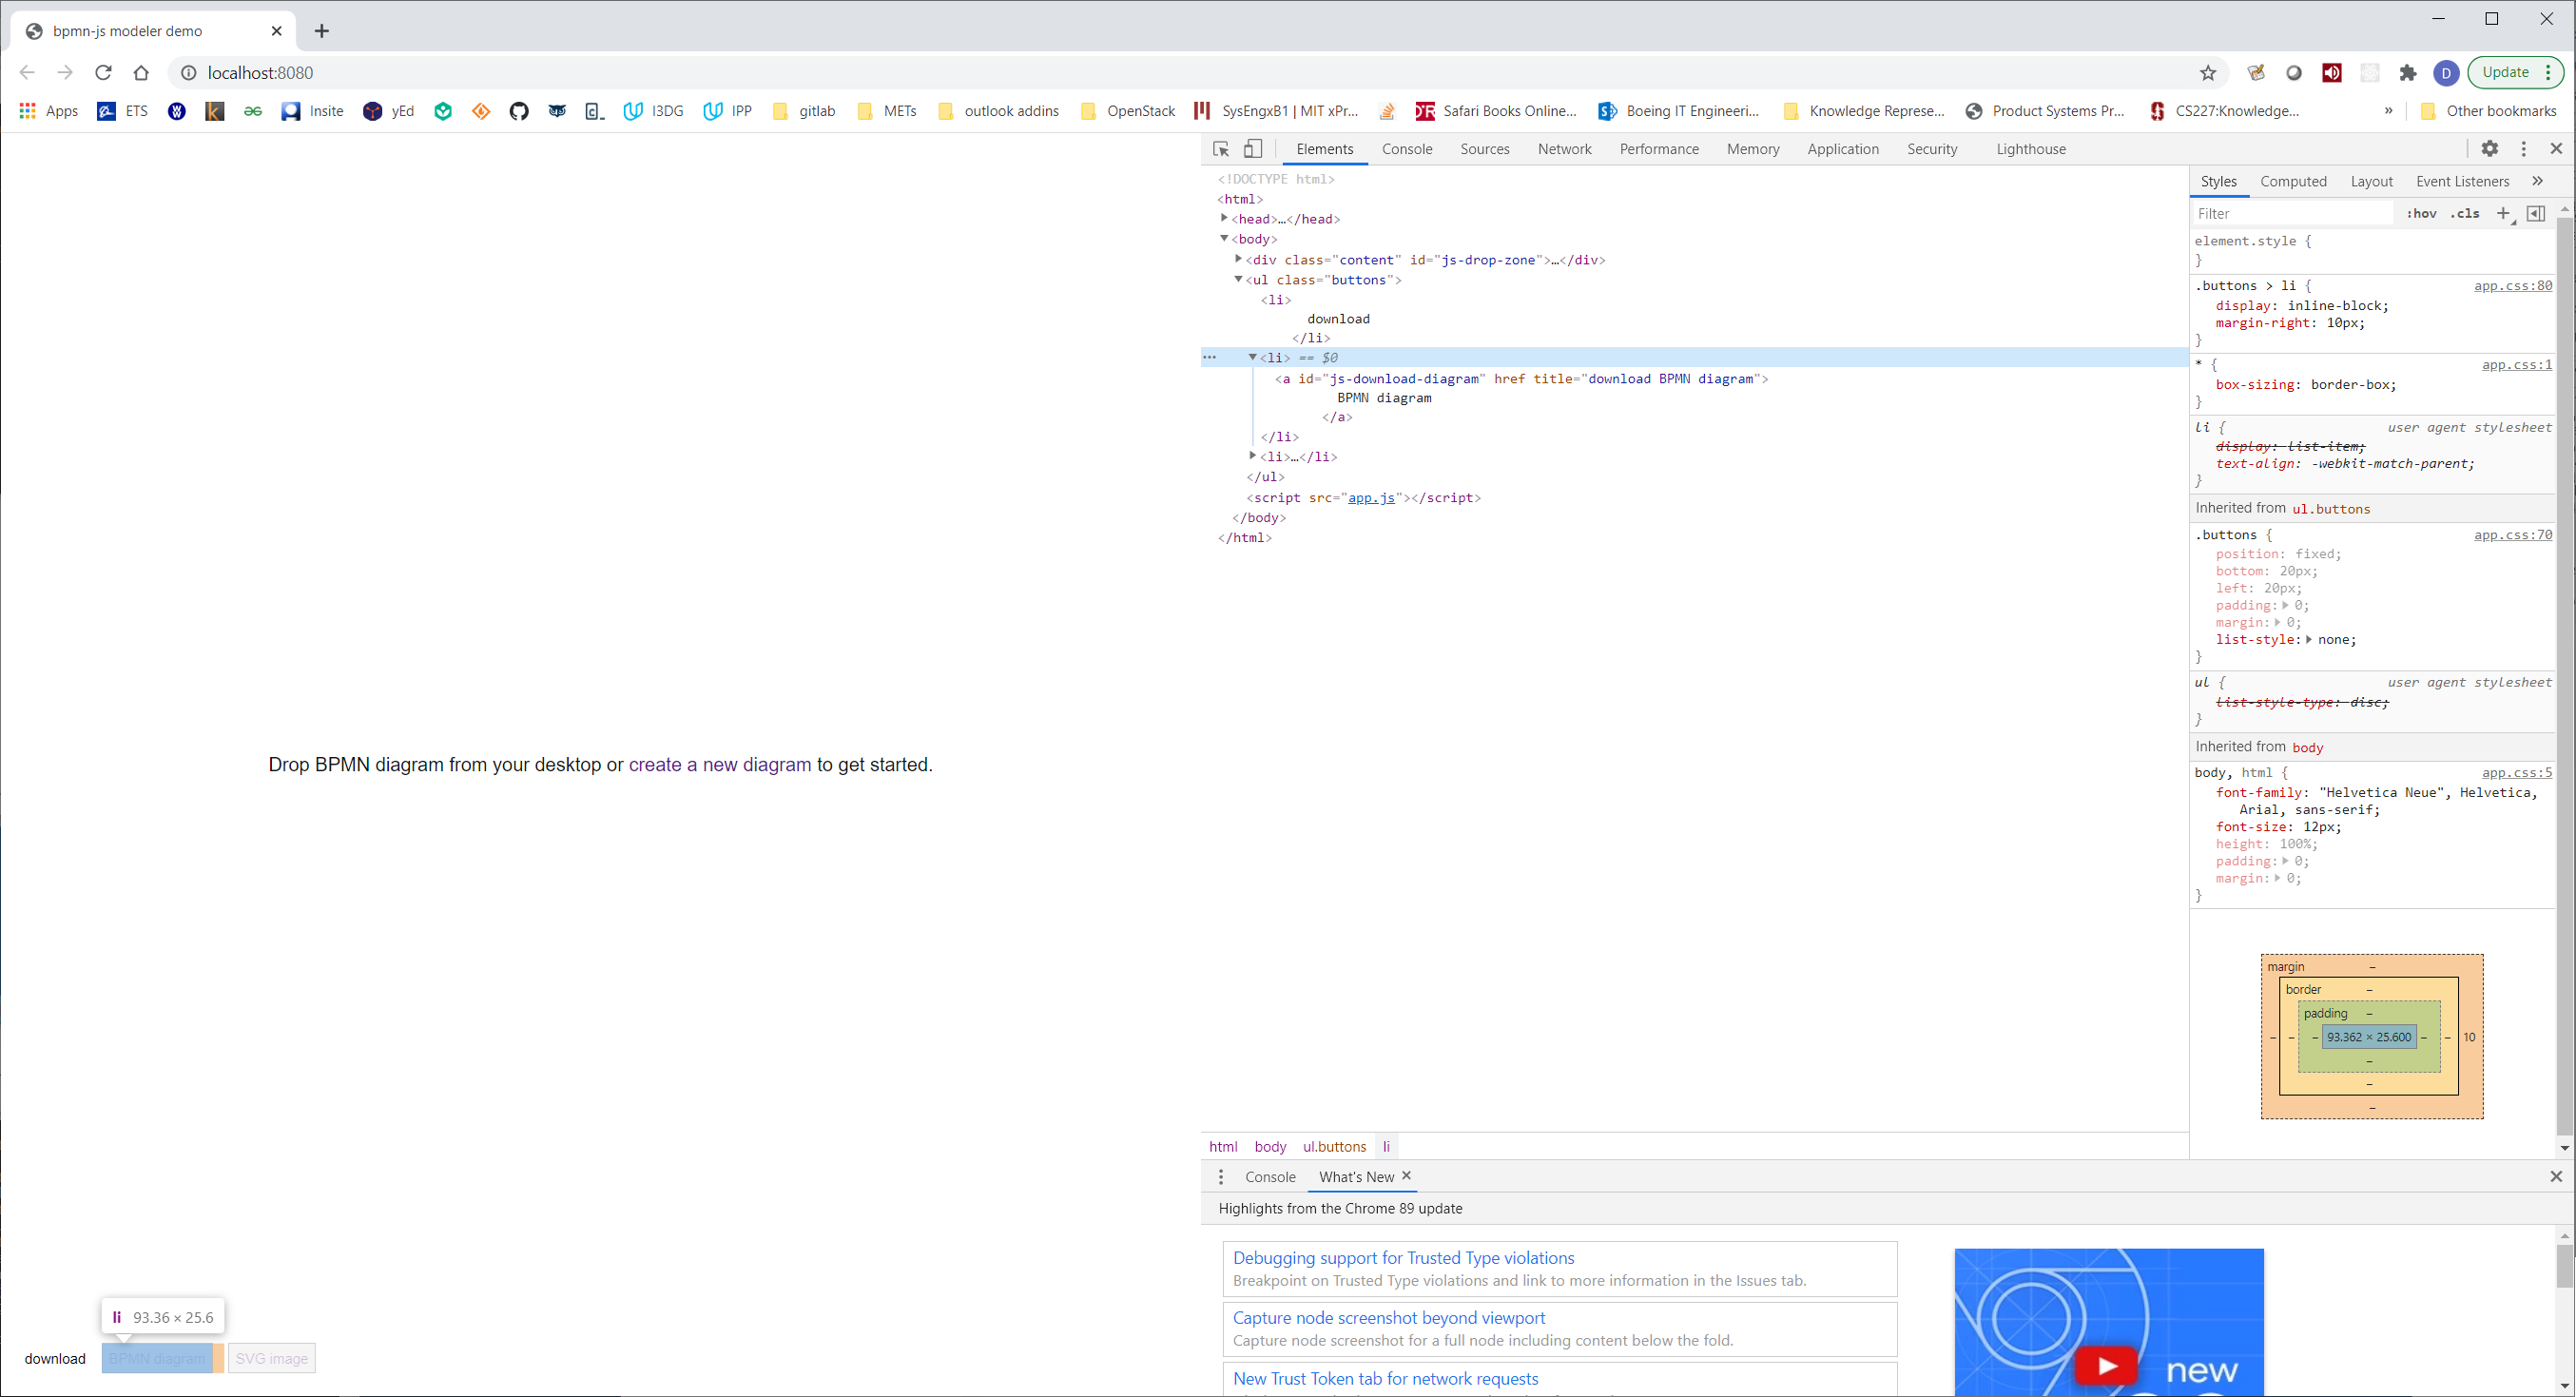 bpmn-js modeler demo
localhost:8080
D
Update
Apps
ETS
Insite
yEd
I3DG
IPP
gitlab
METs
outlook addins
OpenStack
SysEngxB1 | MIT xPr...
Safari Books Online...
Boeing IT Engineeri...
Knowledge Represe...
Product Systems Pr...
CS227:Knowledge...
»
Other bookmarks
Drop BPMN diagram from your desktop or create a new diagram to get started.
li 93.36 × 25.6
download BPMN diagram SVG image
Elements Console Sources Network Performance Memory Application Security Lighthouse
<!DOCTYPE html>
<html>
<head>…</head>
<body>
<div class="content" id="js-drop-zone">…</div>
<ul class="buttons">
<li>
download
</li>
<li> == $0
<a id="js-download-diagram" href title="download BPMN diagram">
BPMN diagram
</a>
</li>
<li>…</li>
</ul>
<script src="app.js"></script>
</body>
</html>
html body ul.buttons li
Styles Computed Layout Event Listeners »
Filter :hov .cls +
element.style {
}
.buttons > li { app.css:80
display: inline-block;
margin-right: 10px;
}
* { app.css:1
box-sizing: border-box;
}
li { user agent stylesheet
display: list-item;
text-align: -webkit-match-parent;
}
Inherited from ul.buttons
.buttons { app.css:70
position: fixed;
bottom: 20px;
left: 20px;
padding: 0;
margin: 0;
list-style: none;
}
ul { user agent stylesheet
list-style-type: disc;
}
Inherited from body
body, html { app.css:5
font-family: "Helvetica Neue", Helvetica,
Arial, sans-serif;
font-size: 12px;
height: 100%;
padding: 0;
margin: 0;
}
margin –
border –
padding –
– – – 93.362 × 25.600 – – 10
–
–
–
Console What's New
Highlights from the Chrome 89 update
Debugging support for Trusted Type violations
Breakpoint on Trusted Type violations and link to more information in the Issues tab.
Capture node screenshot beyond viewport
Capture node screenshot for a full node including content below the fold.
New Trust Token tab for network requests
new